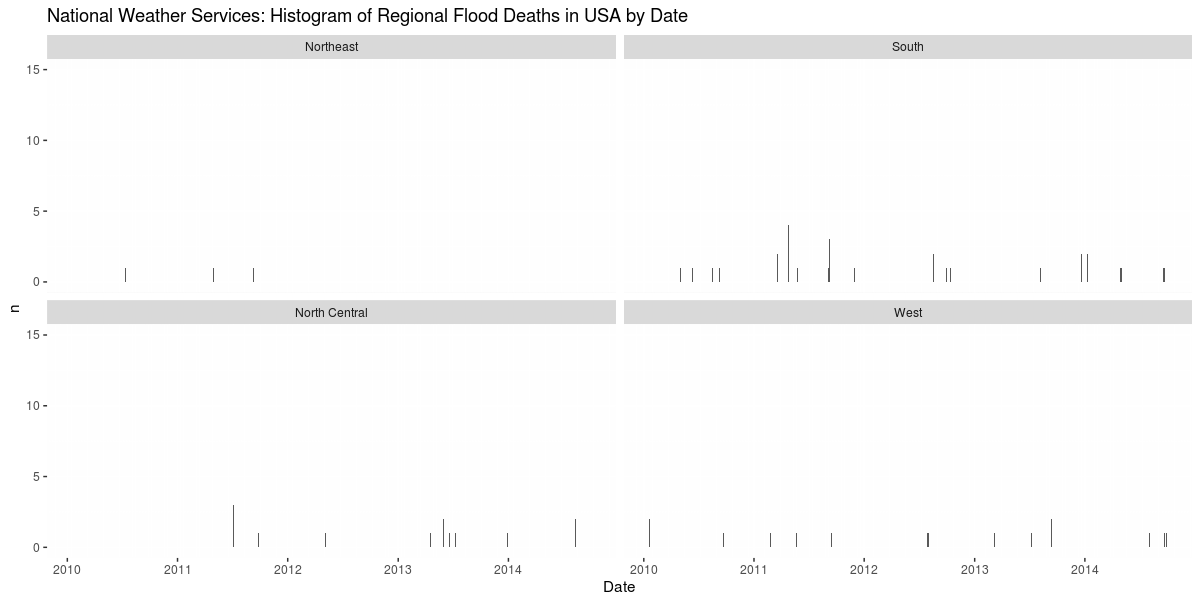 National Weather Services: Histogram of Regional Flood Deaths in USA by Date
Northeast
South
15
10
5
0
North Central
West
15
10
5
0
n
2010 2011 2012 2013 2014
2010 2011 2012 2013 2014
Date